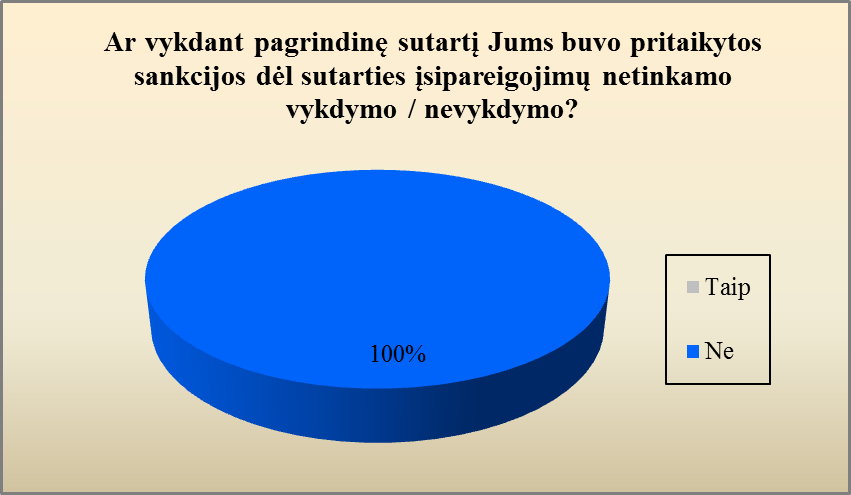 Ar vykdant pagrindinę sutartį Jums buvo pritaikytos
sankcijos dėl sutarties įsipareigojimų netinkamo
vykdymo / nevykdymo?
100%
Taip
Ne